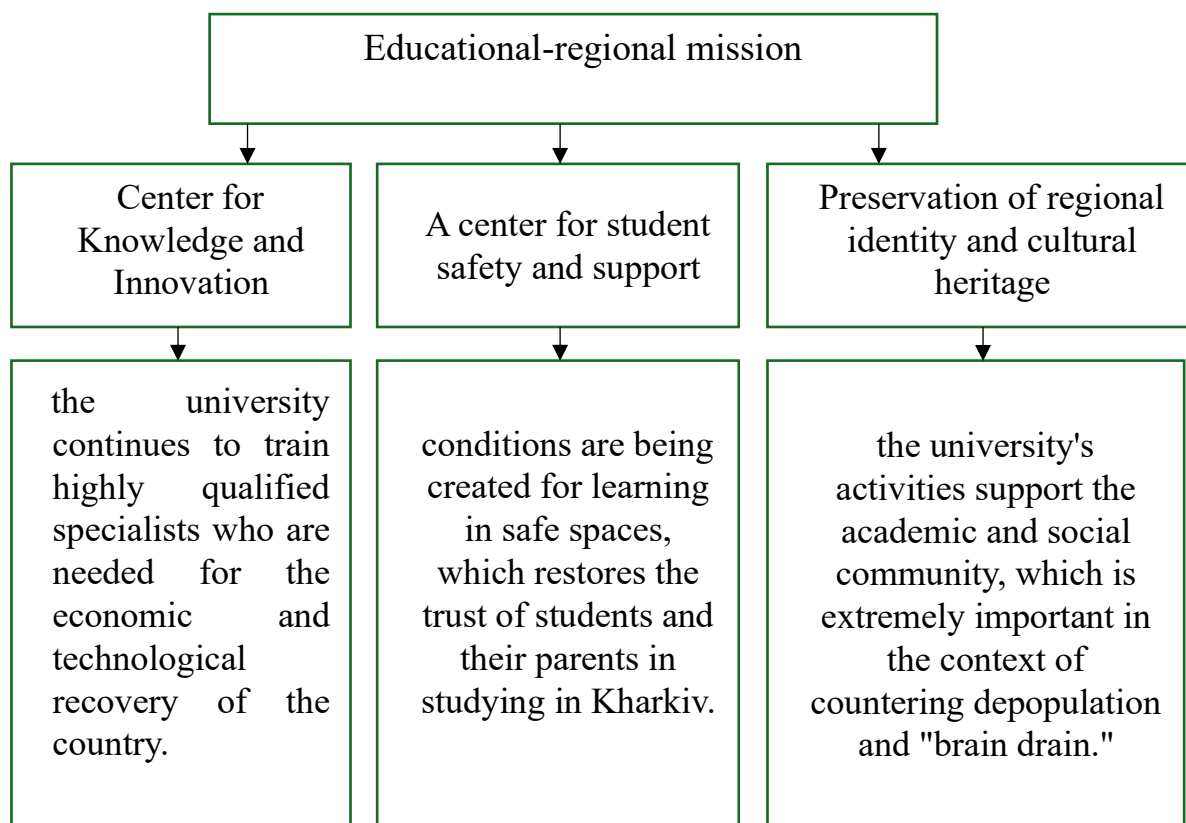 Educational-regional mission
Center for
Knowledge and
Innovation
A center for student
safety and support
Preservation of regional
identity and cultural
heritage
the university
continues to train
highly qualified
specialists who are
needed for the
economic and
technological
recovery of the
country.
conditions are being
created for learning
in safe spaces,
which restores the
trust of students and
their parents in
studying in Kharkiv.
the university's
activities support the
academic and social
community, which is
extremely important in
the context of
countering depopulation
and "brain drain."